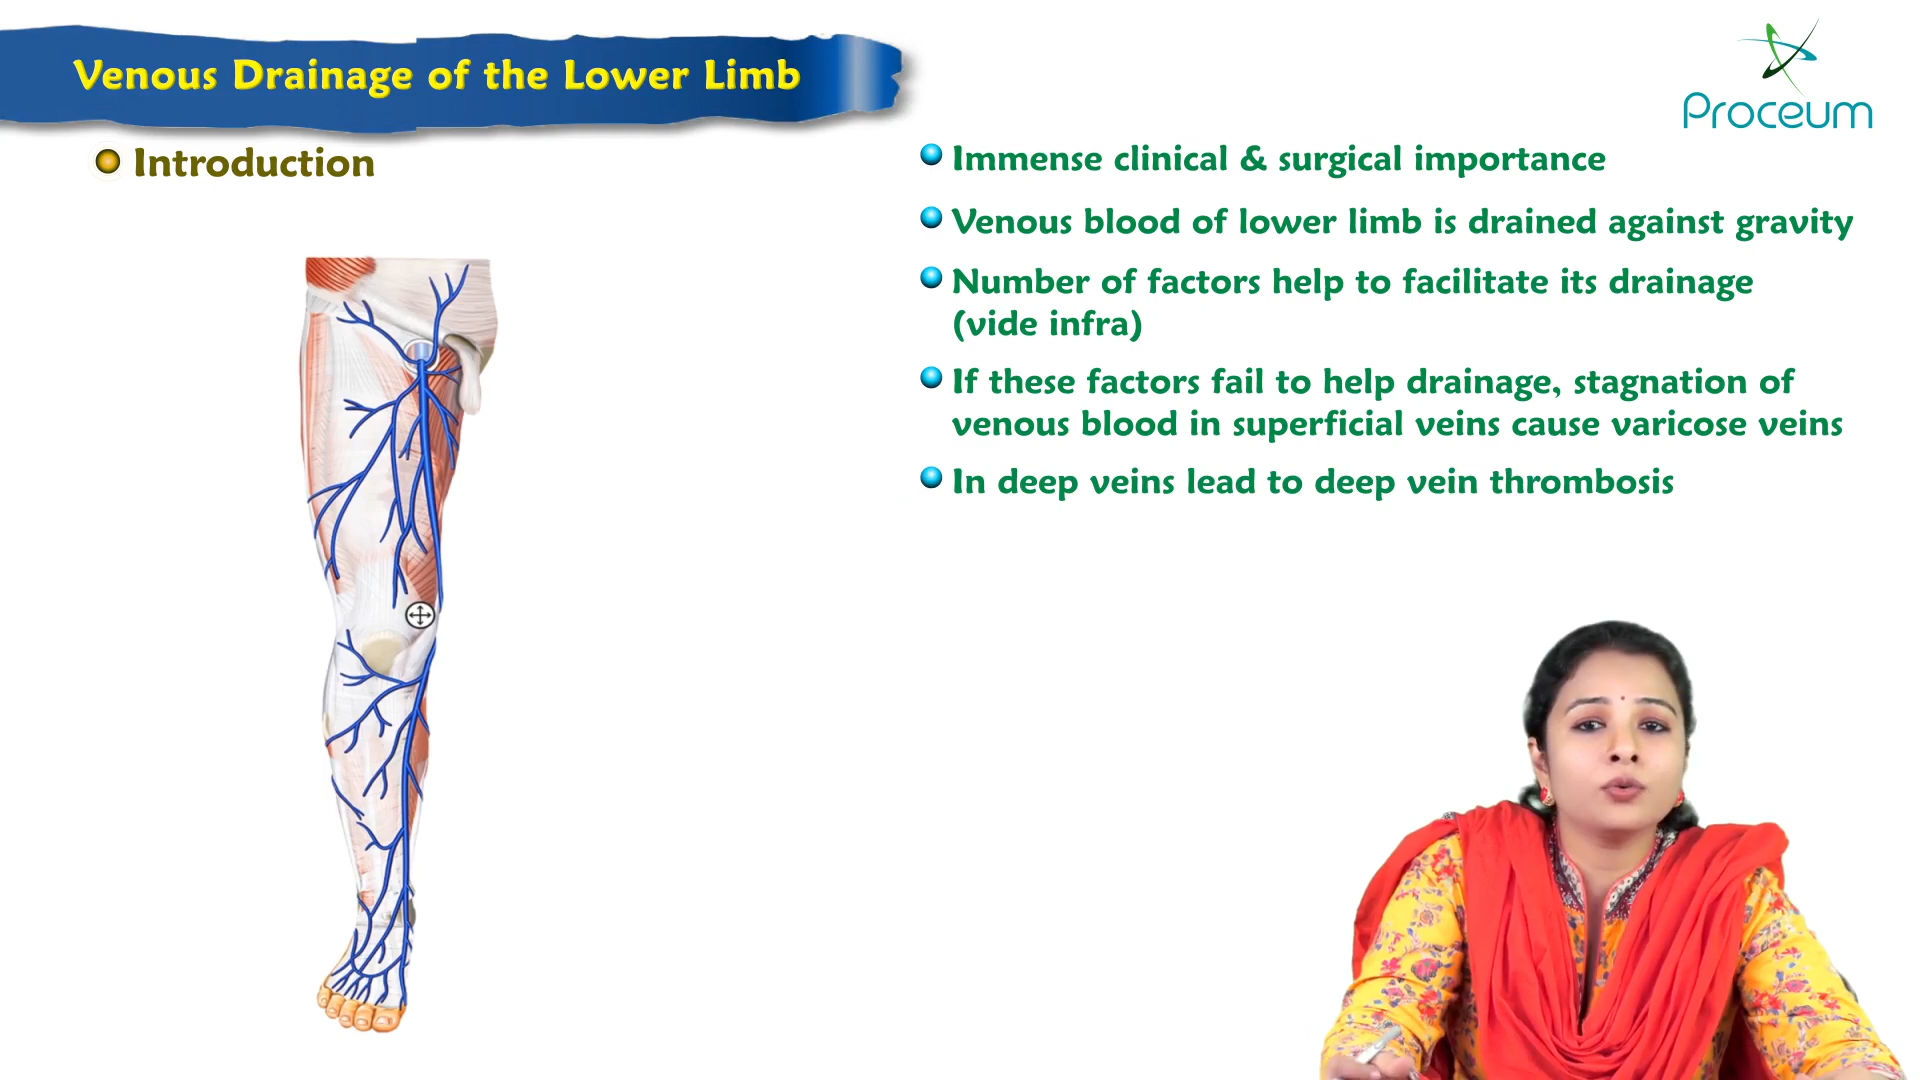 Venous Drainage of the Lower Limb
Proceum
Introduction
Immense clinical & surgical importance
Venous blood of lower limb is drained against gravity
Number of factors help to facilitate its drainage
(vide infra)
If these factors fail to help drainage, stagnation of
venous blood in superficial veins cause varicose veins
In deep veins lead to deep vein thrombosis